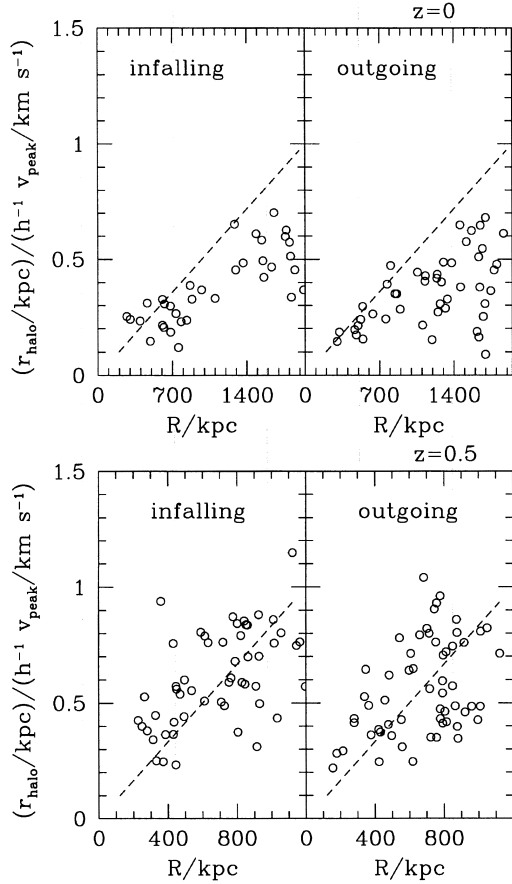 z=0
1.5
1
0.5
0
infalling
outgoing
(r_halo/kpc)/(h⁻¹ v_peak/km s⁻¹)
700 1400 0 700 1400
R/kpc R/kpc
z=0.5
1.5
1
0.5
0
infalling
outgoing
(r_halo/kpc)/(h⁻¹ v_peak/km s⁻¹)
400 800 0 400 800
R/kpc R/kpc